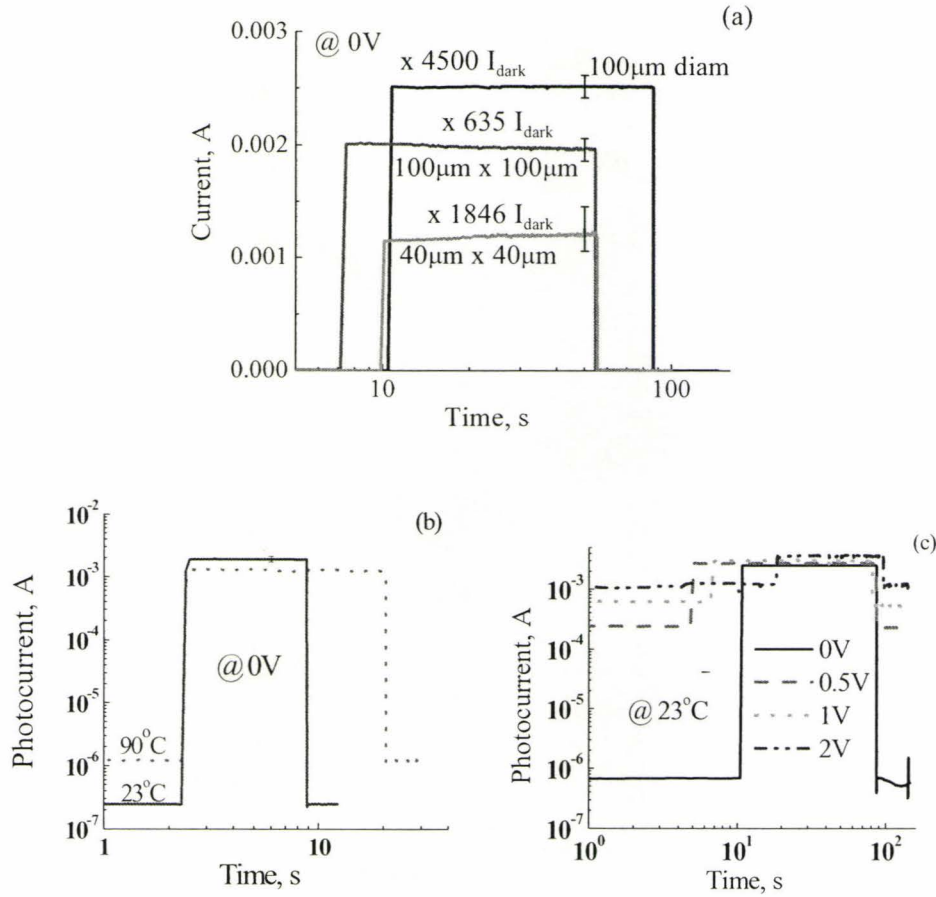 (a)
@ 0V
x 4500 I_dark
100μm diam
x 635 I_dark
100μm x 100μm
x 1846 I_dark
40μm x 40μm
0.003
0.002
0.001
0.000
Current, A
10
100
Time, s
(b)
10^-2
10^-3
10^-4
10^-5
10^-6
10^-7
Photocurrent, A
@ 0V
90°C
23°C
1
10
Time, s
(c)
10^-3
10^-4
10^-5
10^-6
10^-7
Photocurrent, A
@ 23°C
0V
0.5V
1V
2V
10^0
10^1
10^2
Time, s